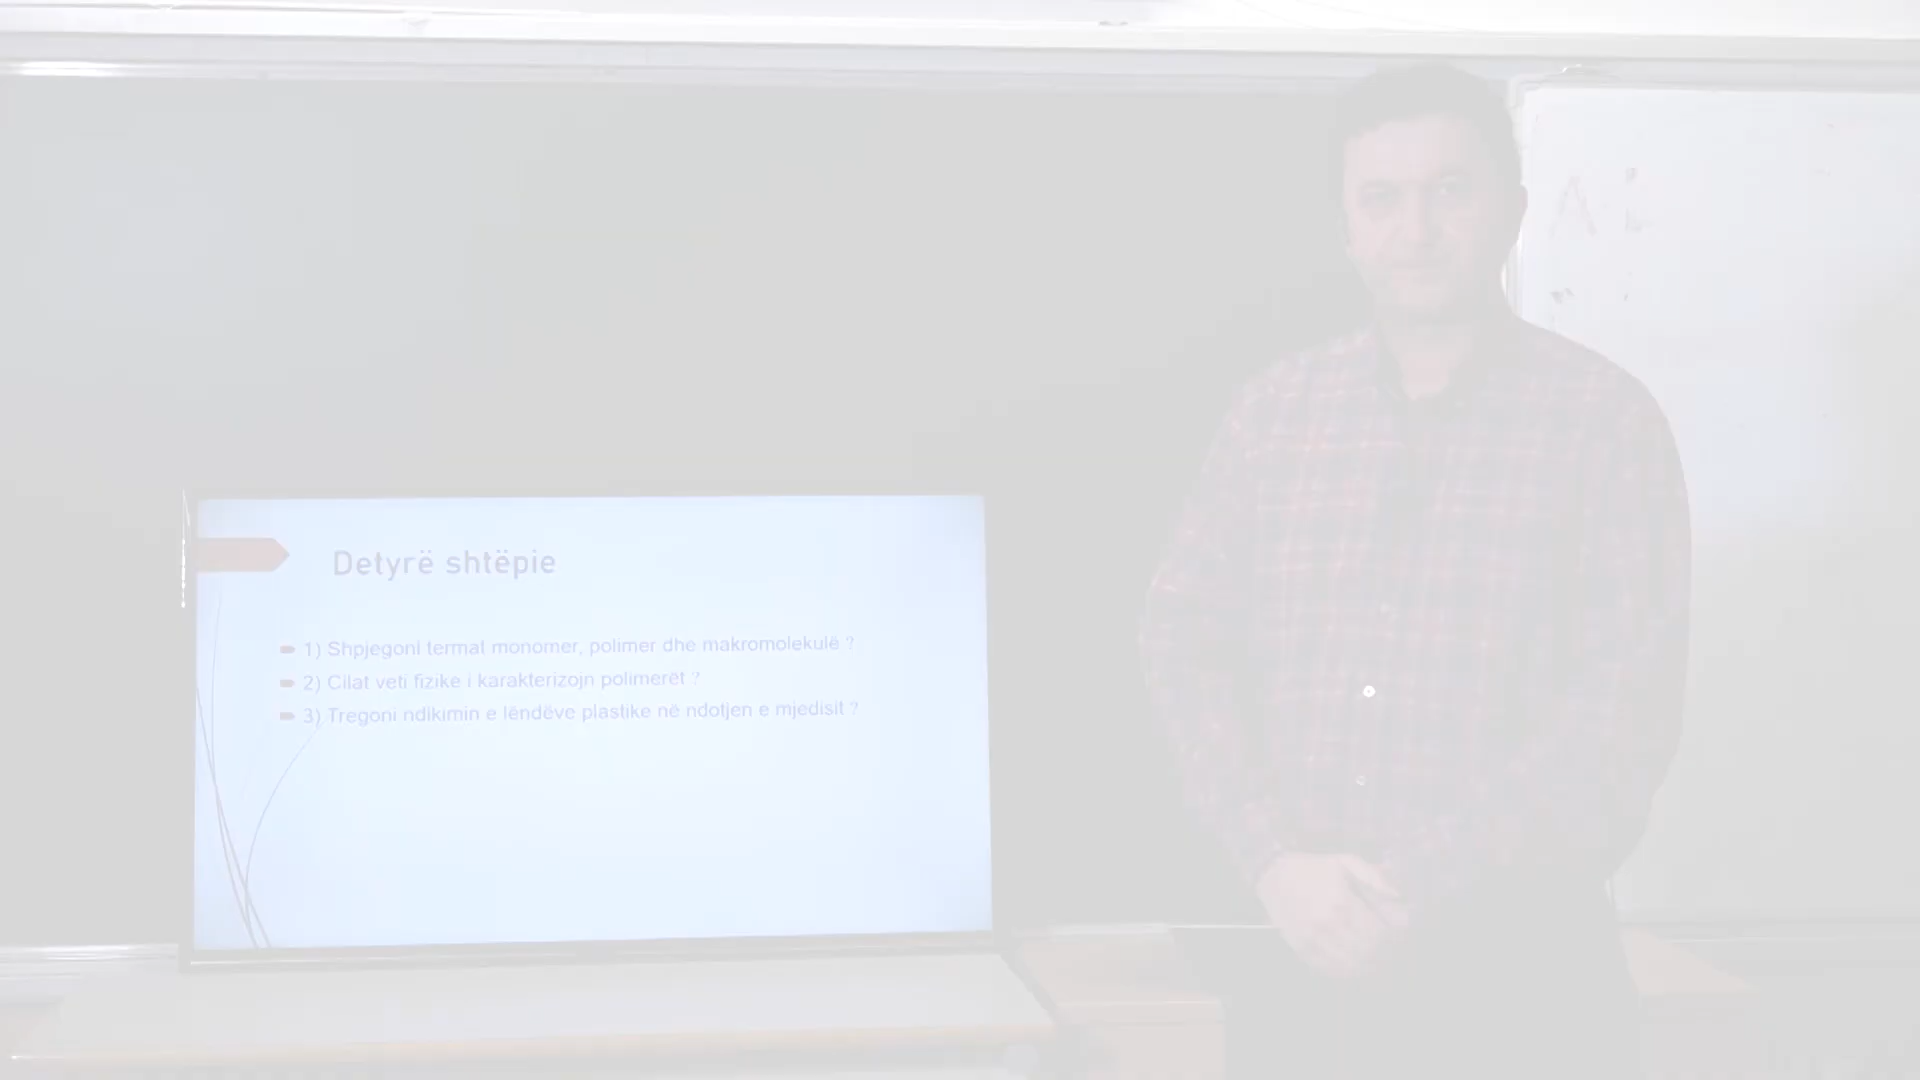 Detyrë shtëpie
1) Shpjegoni termat monomer, polimer dhe makromolekulë ?
2) Cilat veti fizike i karakterizojn polimerët ?
3) Tregoni ndikimin e lëndëve plastike në ndotjen e mjedisit ?